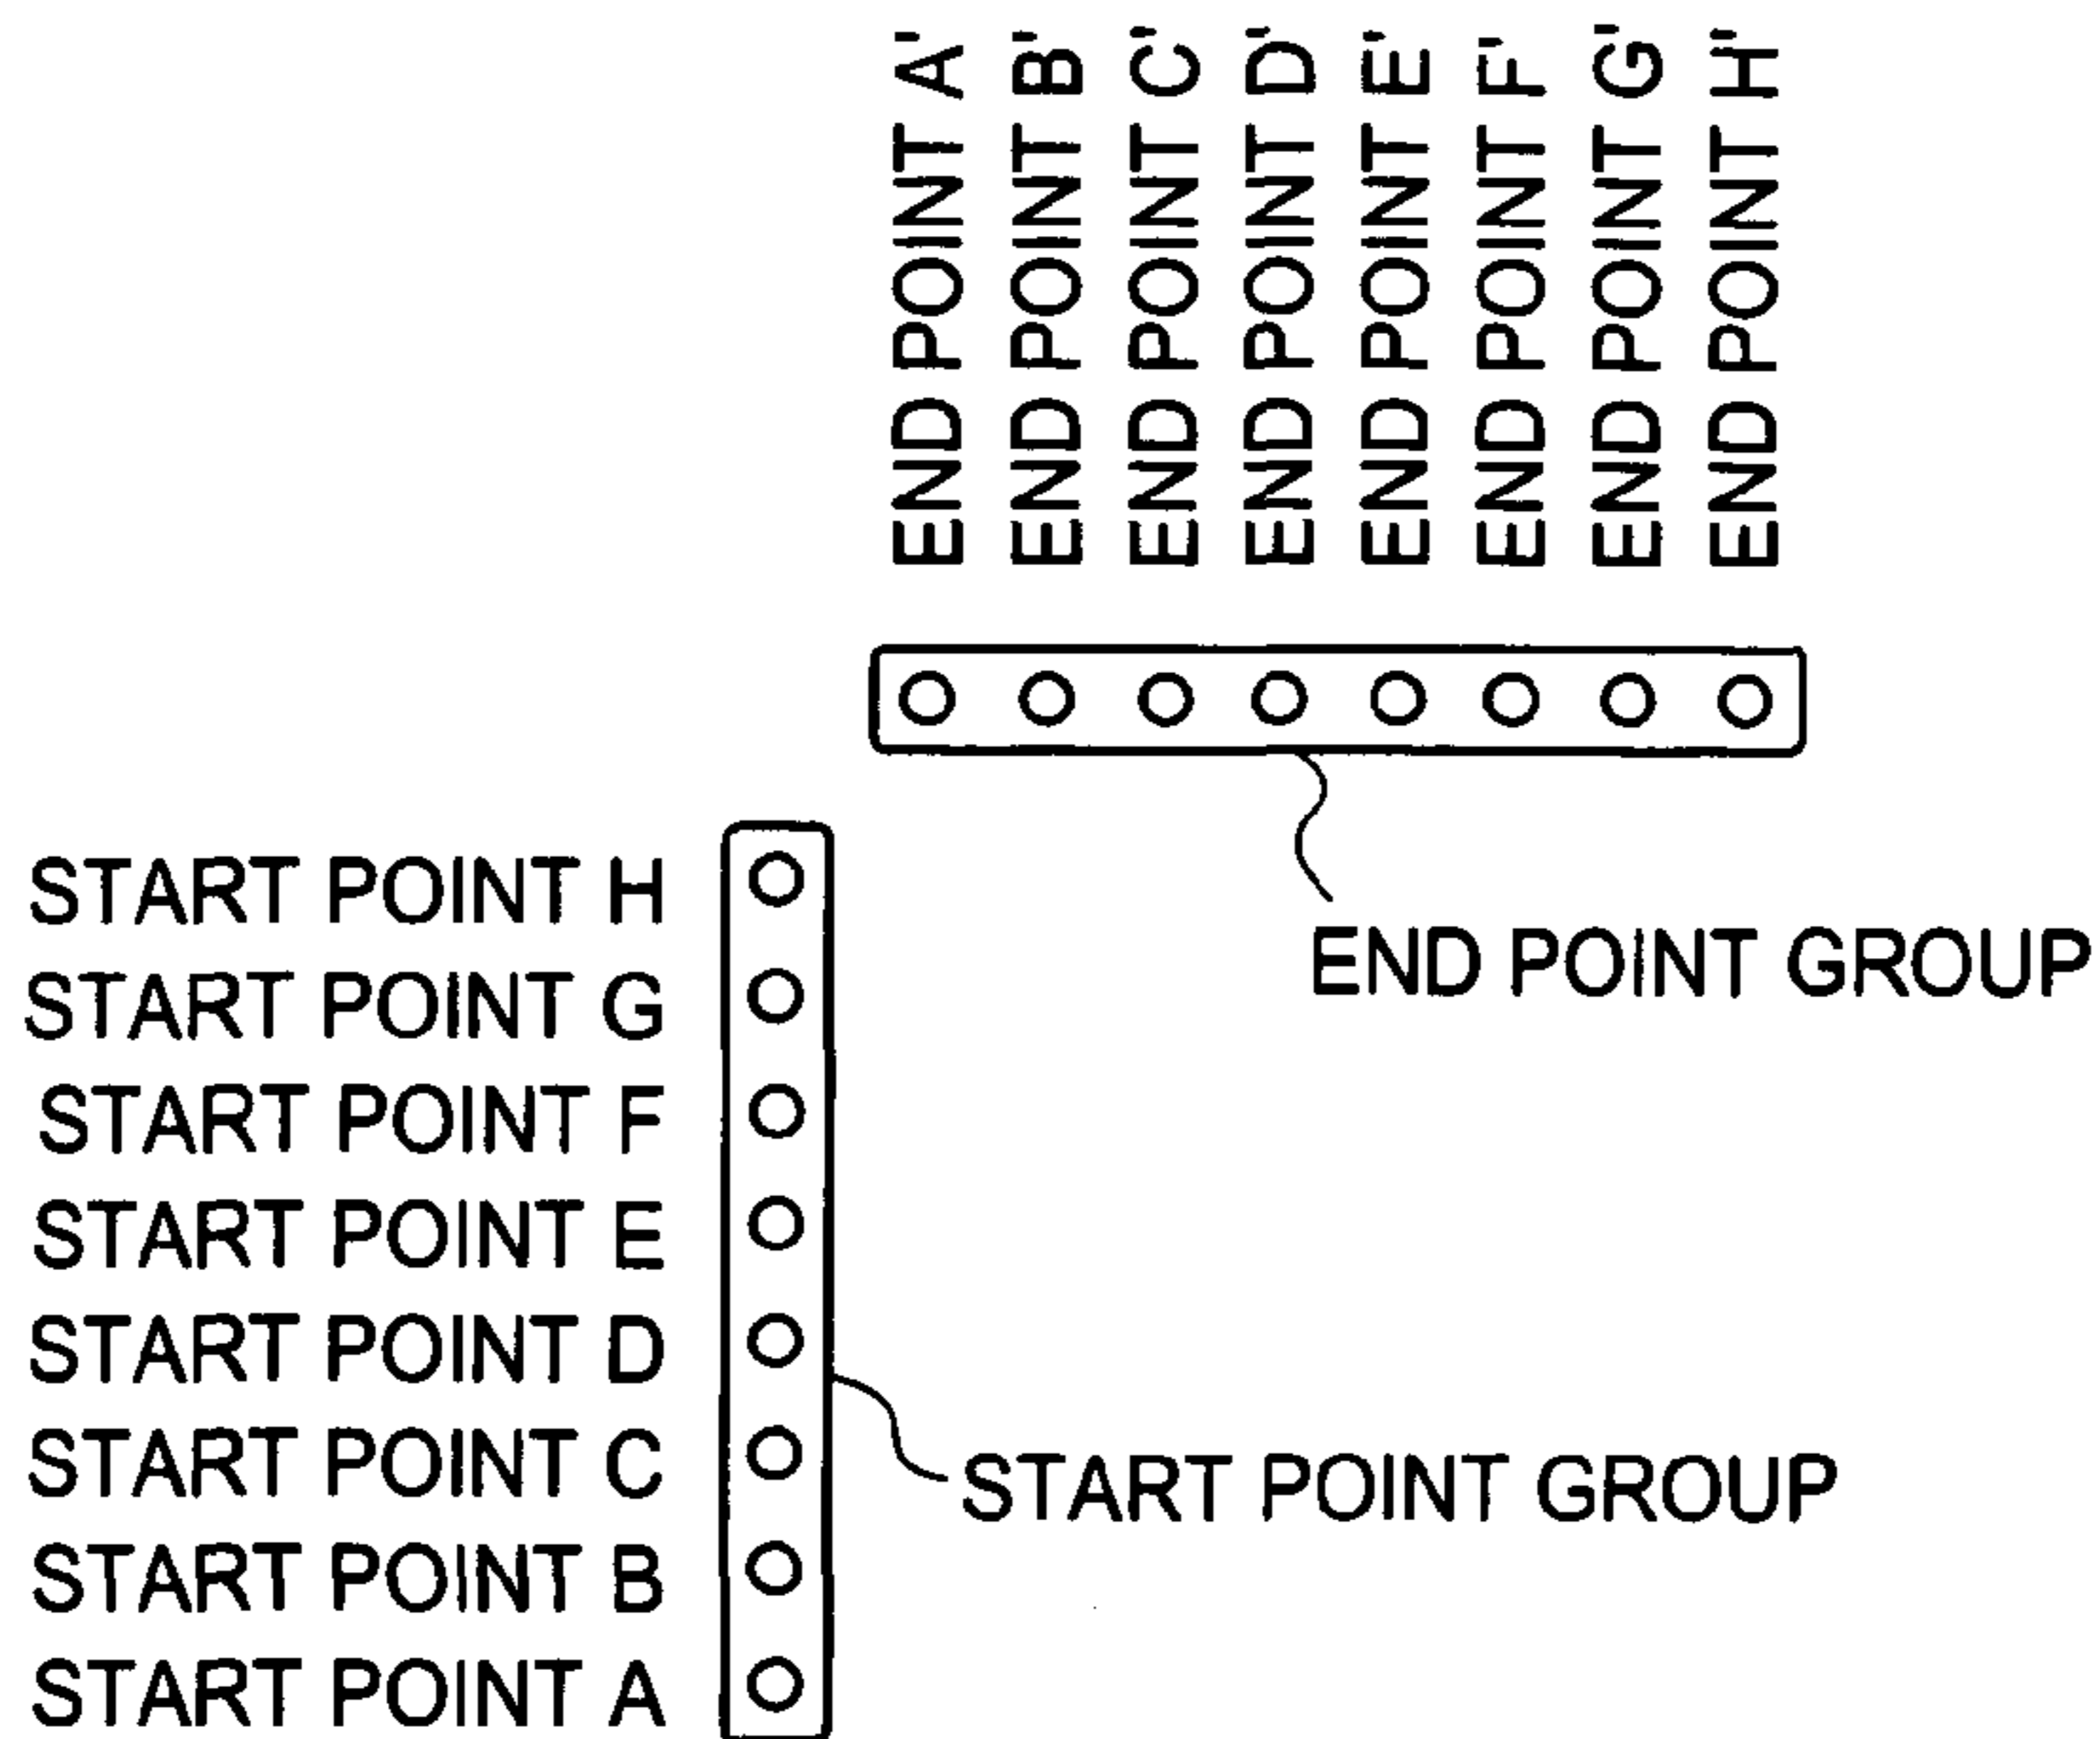 END POINT A'
END POINT B'
END POINT C'
END POINT D'
END POINT E'
END POINT F'
END POINT G'
END POINT H'
START POINT H
END POINT GROUP
START POINT G
START POINT F
START POINT E
START POINT D
START POINT C
START POINT GROUP
START POINT B
START POINT A